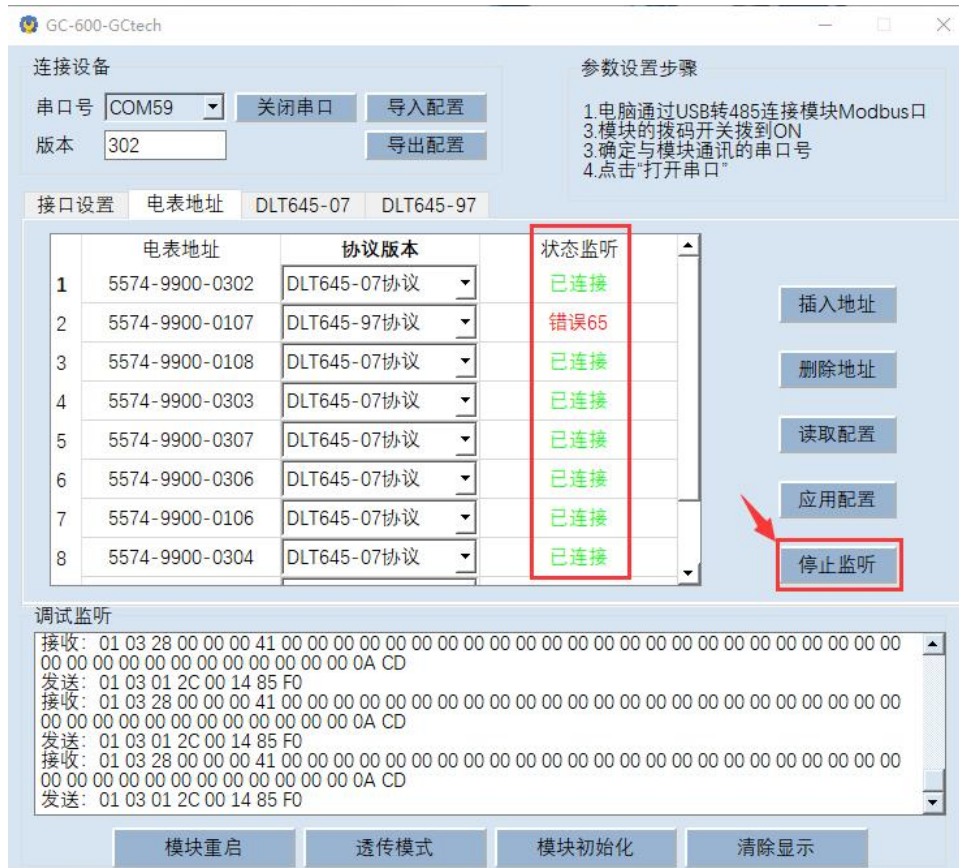 GC-600-GCtech
连接设备
串口号 COM59 关闭串口 导入配置
版本 302 导出配置
参数设置步骤
1.电脑通过USB转485连接模块Modbus口
3.模块的拨码开关拨到ON
3.确定与模块通讯的串口号
4.点击“打开串口”
接口设置 电表地址 DLT645-07 DLT645-97
电表地址 协议版本 状态监听
1 5574-9900-0302 DLT645-07协议 已连接
2 5574-9900-0107 DLT645-97协议 错误65
3 5574-9900-0108 DLT645-07协议 已连接
4 5574-9900-0303 DLT645-07协议 已连接
5 5574-9900-0307 DLT645-07协议 已连接
6 5574-9900-0306 DLT645-07协议 已连接
7 5574-9900-0106 DLT645-07协议 已连接
8 5574-9900-0304 DLT645-07协议 已连接
插入地址
删除地址
读取配置
应用配置
停止监听
调试监听
接收：01 03 28 00 00 00 41 00 00 00 00 00 00 00 00 00 00 00 00 00 00 00 00 00 00 00 00 00 00 00 00
00 00 00 00 00 00 00 00 00 00 00 00 0A CD
发送：01 03 01 2C 00 14 85 F0
接收：01 03 28 00 00 00 41 00 00 00 00 00 00 00 00 00 00 00 00 00 00 00 00 00 00 00 00 00 00 00 00
00 00 00 00 00 00 00 00 00 00 00 00 0A CD
发送：01 03 01 2C 00 14 85 F0
接收：01 03 28 00 00 00 41 00 00 00 00 00 00 00 00 00 00 00 00 00 00 00 00 00 00 00 00 00 00 00 00
00 00 00 00 00 00 00 00 00 00 00 00 0A CD
发送：01 03 01 2C 00 14 85 F0
模块重启 透传模式 模块初始化 清除显示